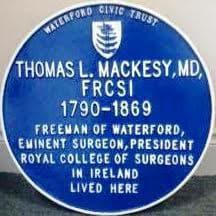 WATERFORD CIVIC TRUST
THOMAS L. MACKESY, MD,
FRCSI
1790-1869
FREEMAN OF WATERFORD,
EMINENT SURGEON, PRESIDENT
ROYAL COLLEGE OF SURGEONS
IN IRELAND
LIVED HERE